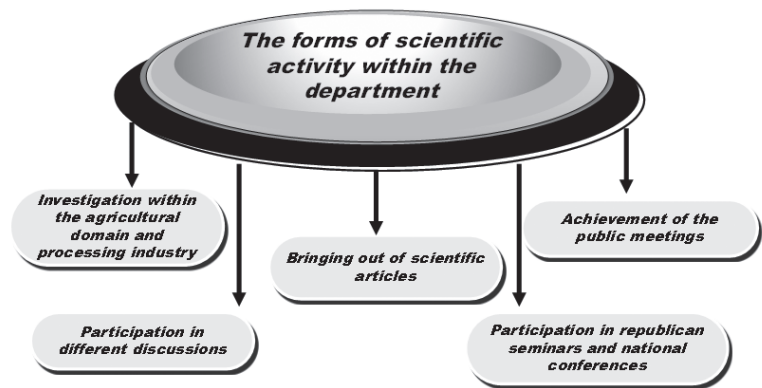 The forms of scientific
activity within the
department
Investigation within
the agricultural
domain and
processing industry
Participation in
different discussions
Bringing out of scientific
articles
Participation in republican
seminars and national
conferences
Achievement of the
public meetings